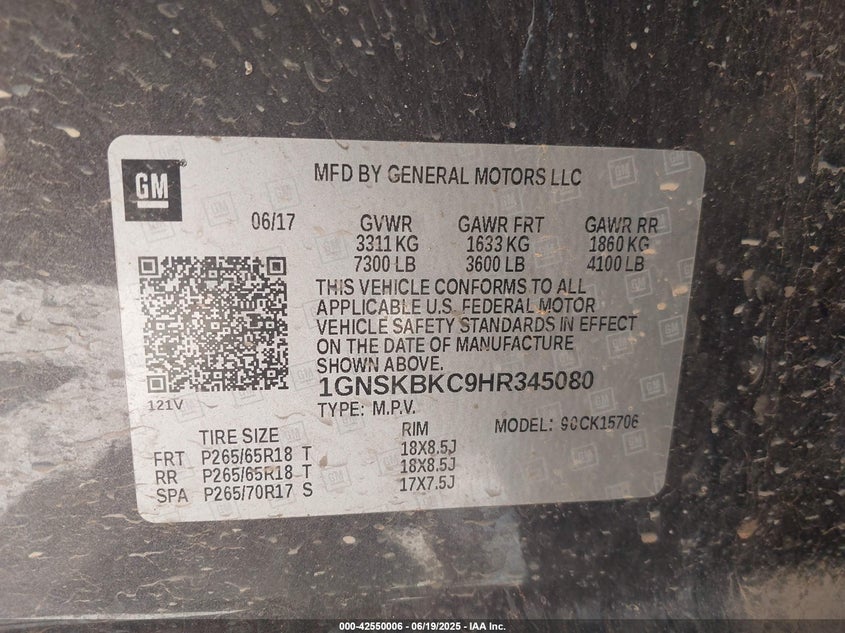 GM
MFD BY GENERAL MOTORS LLC
06/17 GVWR GAWR FRT GAWR RR
3311 KG 1633 KG 1860 KG
7300 LB 3600 LB 4100 LB
THIS VEHICLE CONFORMS TO ALL
APPLICABLE U.S. FEDERAL MOTOR
VEHICLE SAFETY STANDARDS IN EFFECT
ON THE DATE OF MANUFACTURE
SHOWN ABOVE.
1GNSKBKC9HR345080
121V
TYPE: M.P.V.
MODEL: 90CK15706
TIRE SIZE RIM
FRT P265/65R18 T 18X8.5J
RR P265/65R18 T 18X8.5J
SPA P265/70R17 S 17X7.5J
000-42550006 - 06/19/2025 - IAA Inc.